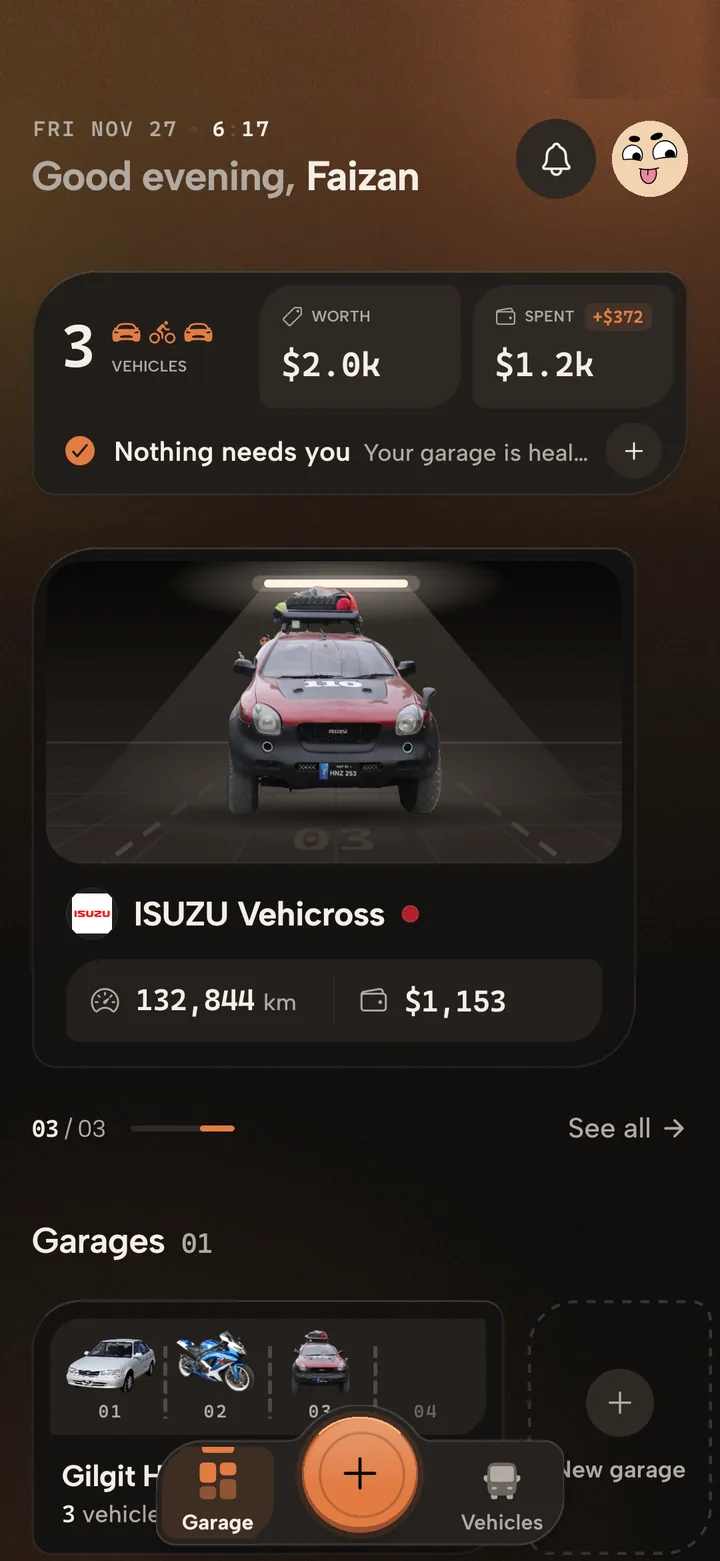 FRI NOV 27 · 6:17
Good evening, Faizan
3
VEHICLES
WORTH
$2.0k
SPENT +$372
$1.2k
Nothing needs you Your garage is heal…
110
ISUZU
HNZ 253
03
ISUZU ISUZU Vehicross
132,844 km
$1,153
03 / 03
See all →
Garages 01
01 02 03 04
Gilgit H
3 vehicle
New garage
Garage
Vehicles